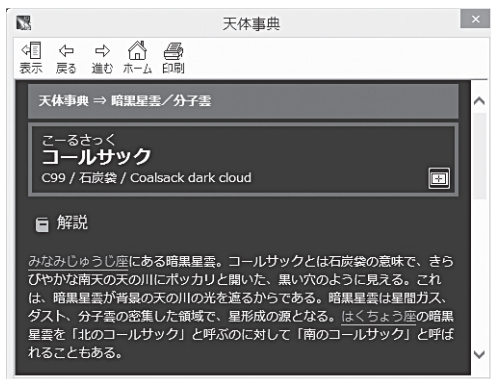 天体事典
表示 戻る 進む ホーム 印刷
天体事典 ⇒ 暗黒星雲／分子雲
こーるさっく
コールサック
C99 / 石炭袋 / Coalsack dark cloud
解説
みなみじゅうじ座にある暗黒星雲。コールサックとは石炭袋の意味で、きら
びやかな南天の天の川にポッカリと開いた、黒い穴のように見える。これ
は、暗黒星雲が背景の天の川の光を遮るからである。暗黒星雲は星間ガス、
ダスト、分子雲の密集した領域で、星形成の源となる。はくちょう座の暗黒
星雲を「北のコールサック」と呼ぶのに対して「南のコールサック」と呼ば
れることもある。